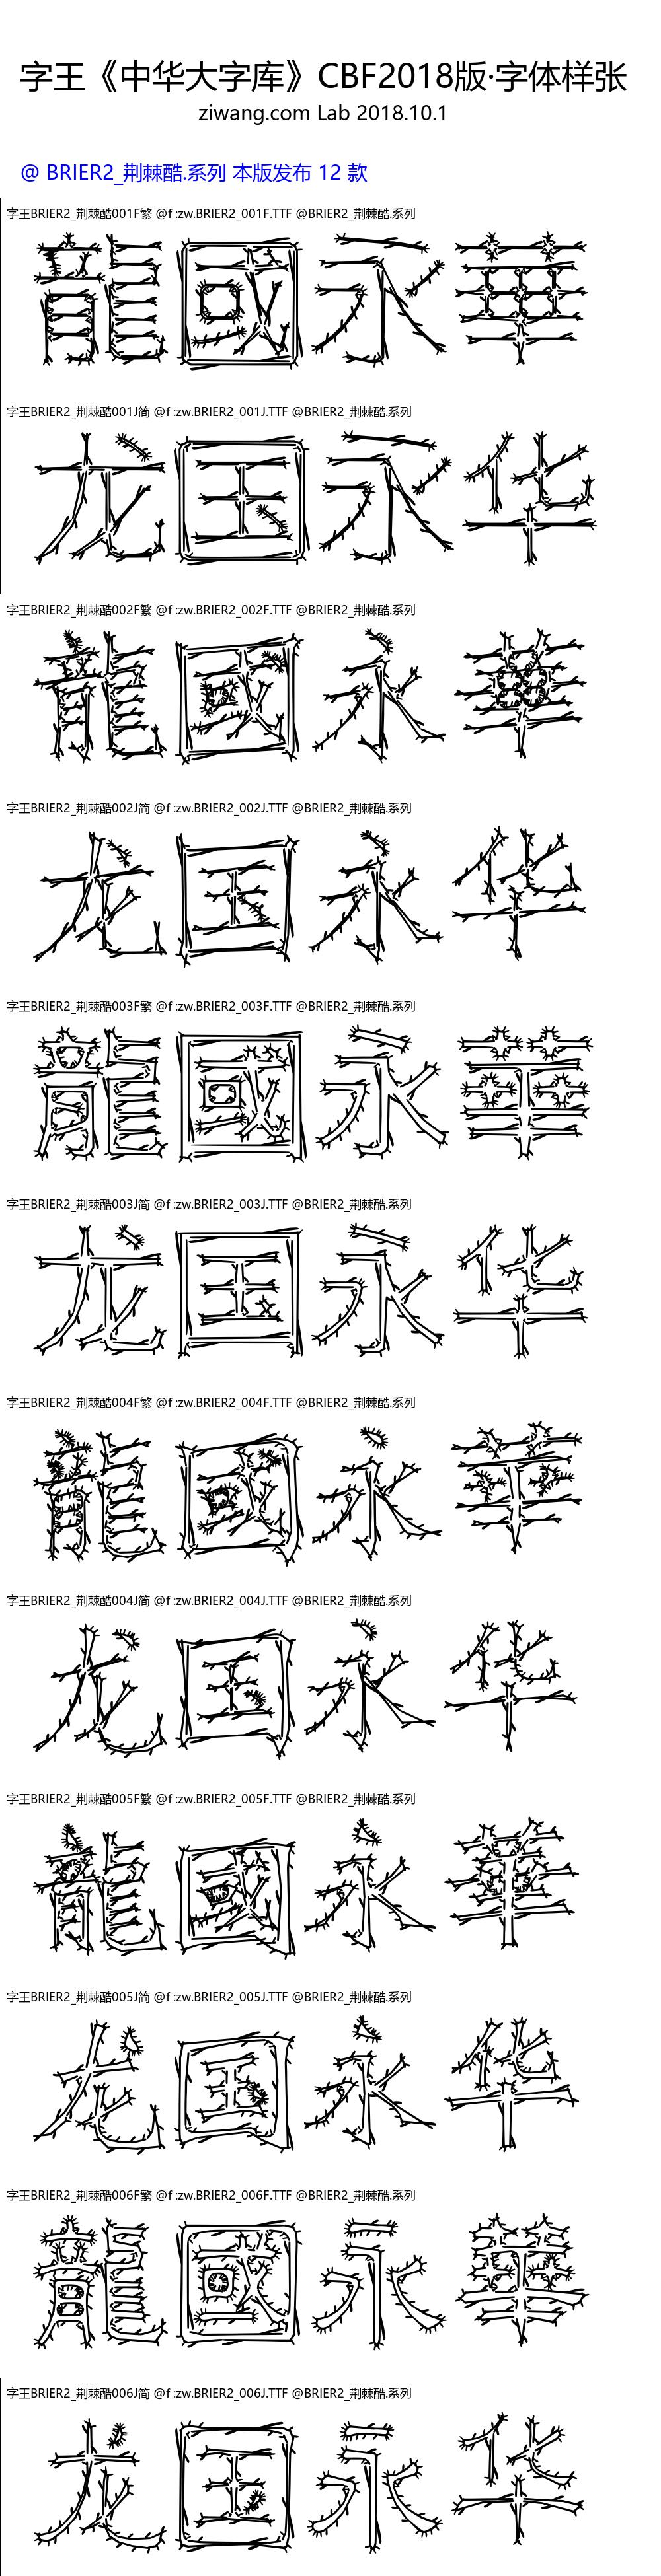 字王《中华大字库》CBF2018版·字体样张
ziwang.com Lab 2018.10.1
@ BRIER2_荆棘酷.系列 本版发布 12 款
字王BRIER2_荆棘酷001F繁 @f :zw.BRIER2_001F.TTF @BRIER2_荆棘酷.系列
龍國永華
字王BRIER2_荆棘酷001J简 @f :zw.BRIER2_001J.TTF @BRIER2_荆棘酷.系列
龙国永华
字王BRIER2_荆棘酷002F繁 @f :zw.BRIER2_002F.TTF @BRIER2_荆棘酷.系列
龍國永華
字王BRIER2_荆棘酷002J简 @f :zw.BRIER2_002J.TTF @BRIER2_荆棘酷.系列
龙国永华
字王BRIER2_荆棘酷003F繁 @f :zw.BRIER2_003F.TTF @BRIER2_荆棘酷.系列
龍國永華
字王BRIER2_荆棘酷003J简 @f :zw.BRIER2_003J.TTF @BRIER2_荆棘酷.系列
龙国永华
字王BRIER2_荆棘酷004F繁 @f :zw.BRIER2_004F.TTF @BRIER2_荆棘酷.系列
龍國永華
字王BRIER2_荆棘酷004J简 @f :zw.BRIER2_004J.TTF @BRIER2_荆棘酷.系列
龙国永华
字王BRIER2_荆棘酷005F繁 @f :zw.BRIER2_005F.TTF @BRIER2_荆棘酷.系列
龍國永華
字王BRIER2_荆棘酷005J简 @f :zw.BRIER2_005J.TTF @BRIER2_荆棘酷.系列
龙国永华
字王BRIER2_荆棘酷006F繁 @f :zw.BRIER2_006F.TTF @BRIER2_荆棘酷.系列
龍國永華
字王BRIER2_荆棘酷006J简 @f :zw.BRIER2_006J.TTF @BRIER2_荆棘酷.系列
龙国永华